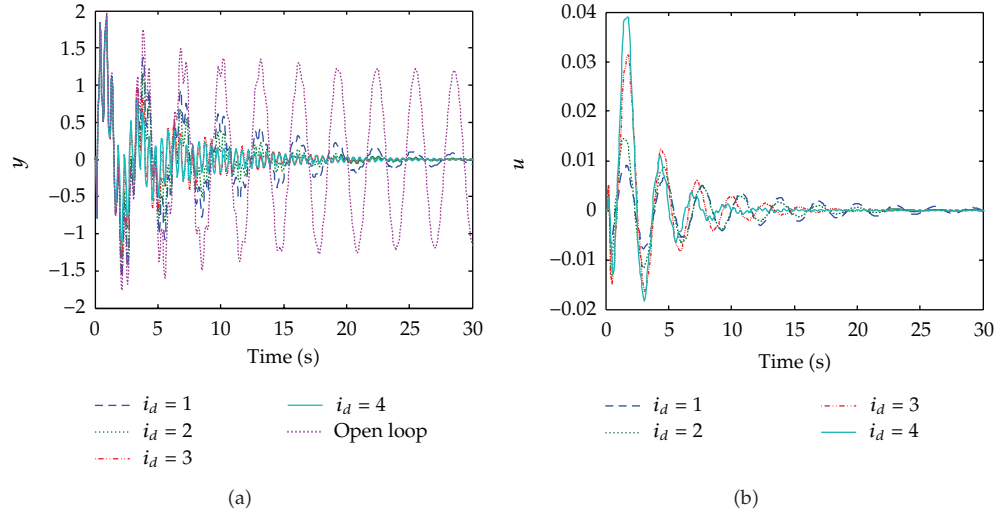 2
1.5
1
0.5
0
−0.5
−1
−1.5
−2
y
0 5 10 15 20 25 30
Time (s)
i_d = 1
i_d = 2
i_d = 3
i_d = 4
Open loop
(a)
0.04
0.03
0.02
0.01
0
−0.01
−0.02
u
0 5 10 15 20 25 30
Time (s)
i_d = 1
i_d = 2
i_d = 3
i_d = 4
(b)